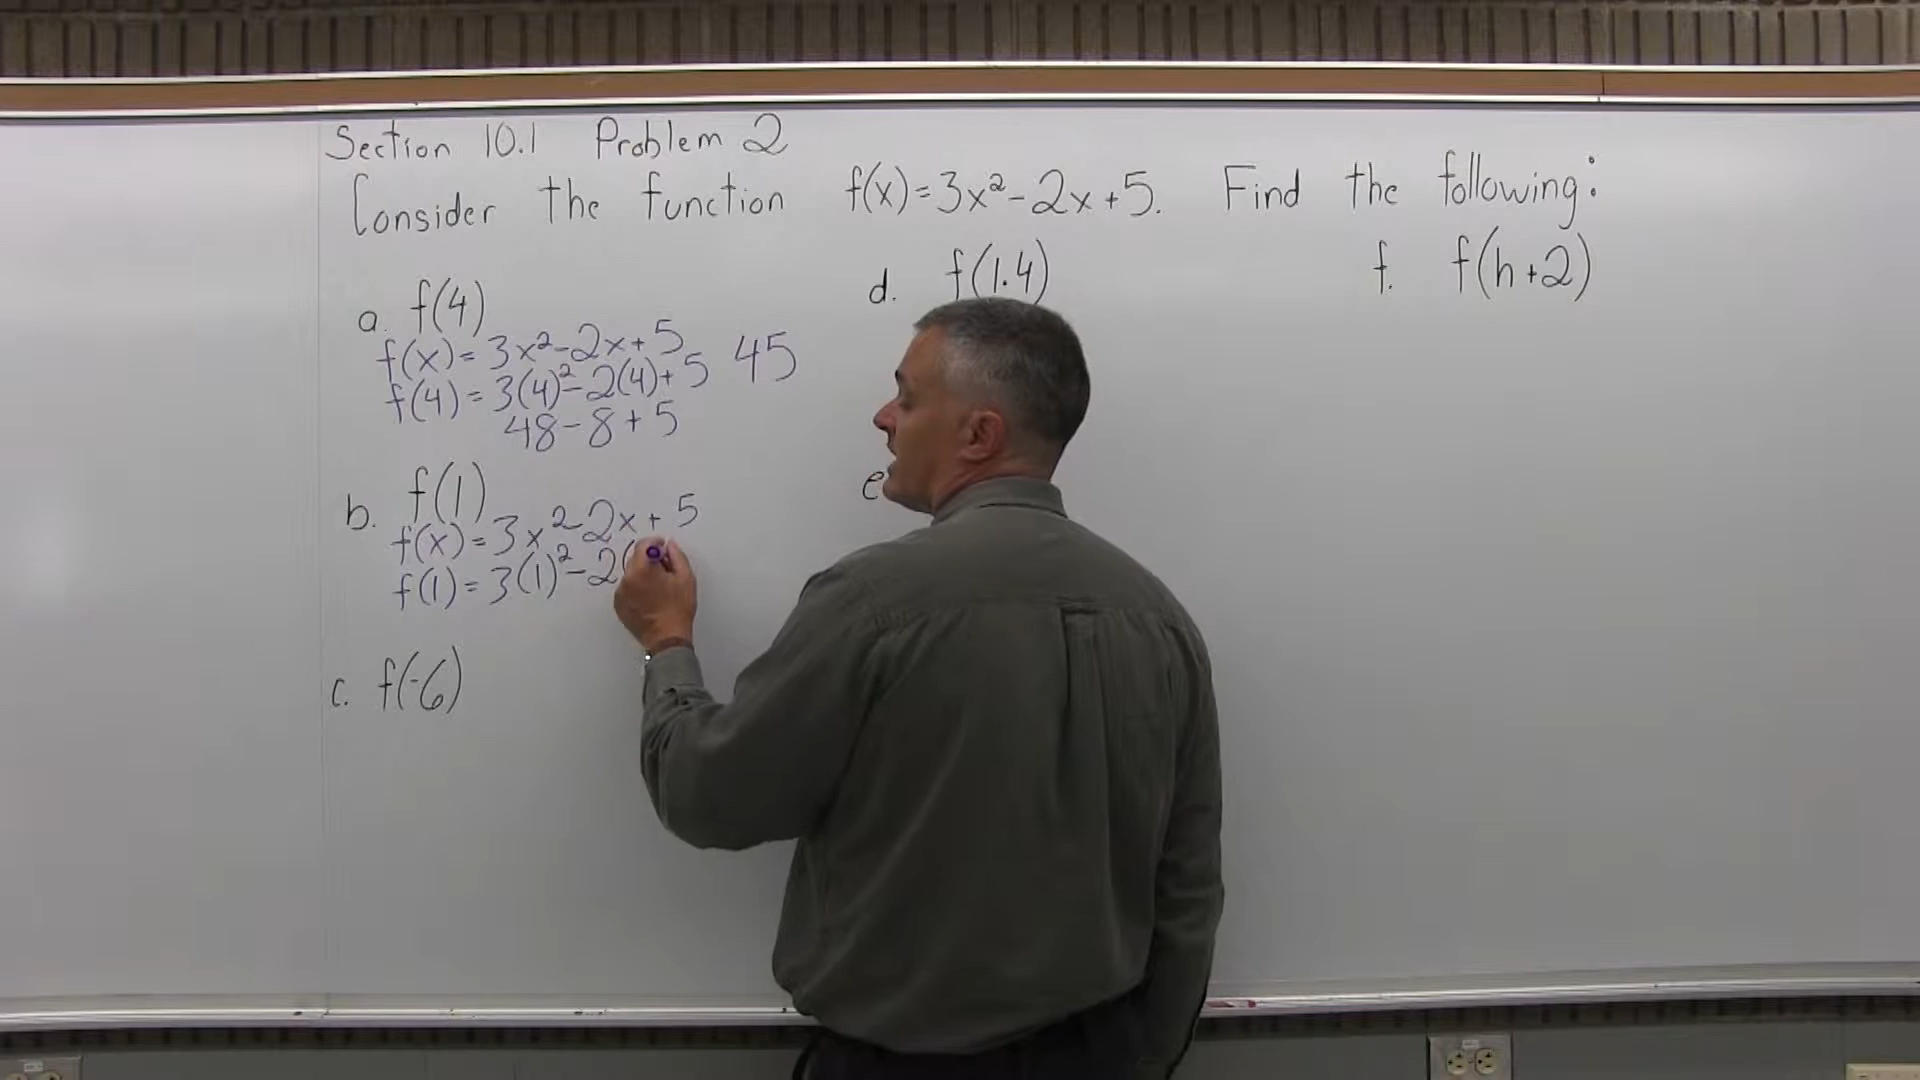 Section 10.1 Problem 2
Consider the function f(x)=3x²-2x+5. Find the following:
a. f(4)
f(x)=3x²-2x+5
f(4)=3(4)²-2(4)+5 45
48-8+5
b. f(1)
f(x)=3x²-2x+5
f(1)=3(1)²-2(
c. f(-6)
d. f(1.4)
e
f. f(h+2)